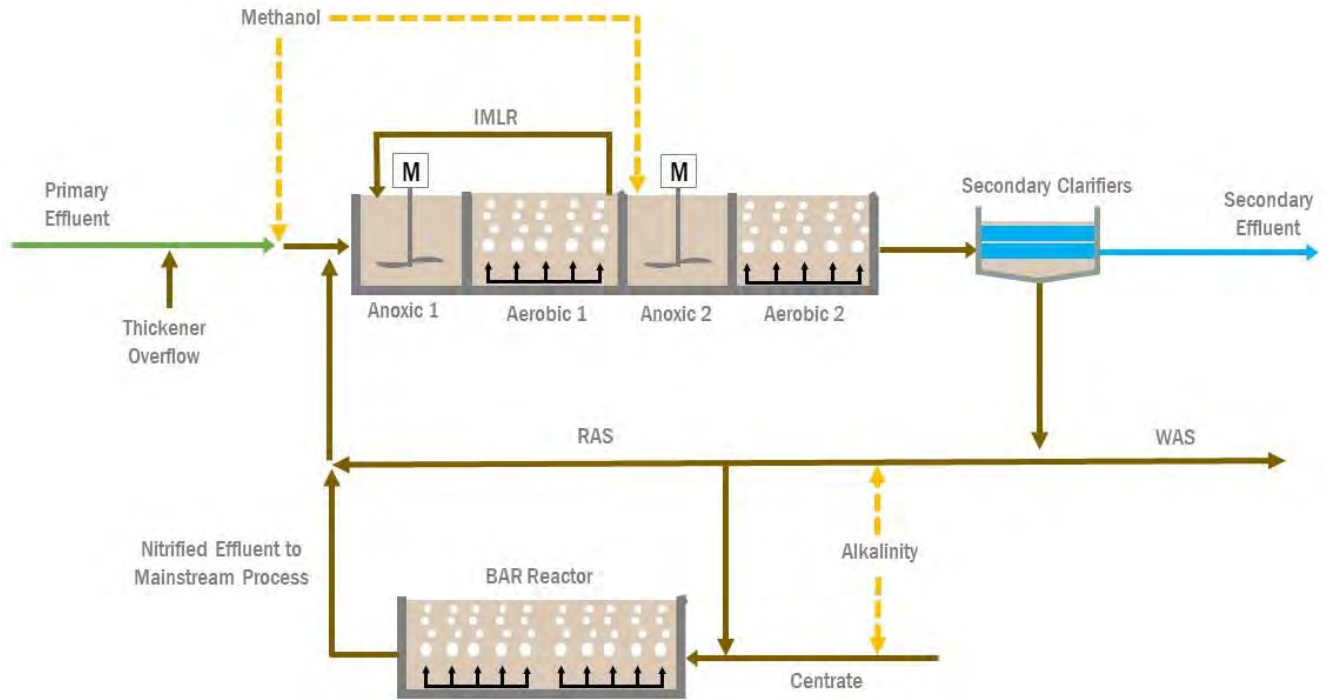 Methanol
IMLR
M
M
Primary
Effluent
Secondary Clarifiers
Secondary
Effluent
Thickener
Overflow
Anoxic 1
Aerobic 1
Anoxic 2
Aerobic 2
RAS
WAS
Nitrified Effluent to
Mainstream Process
BAR Reactor
Alkalinity
Centrate